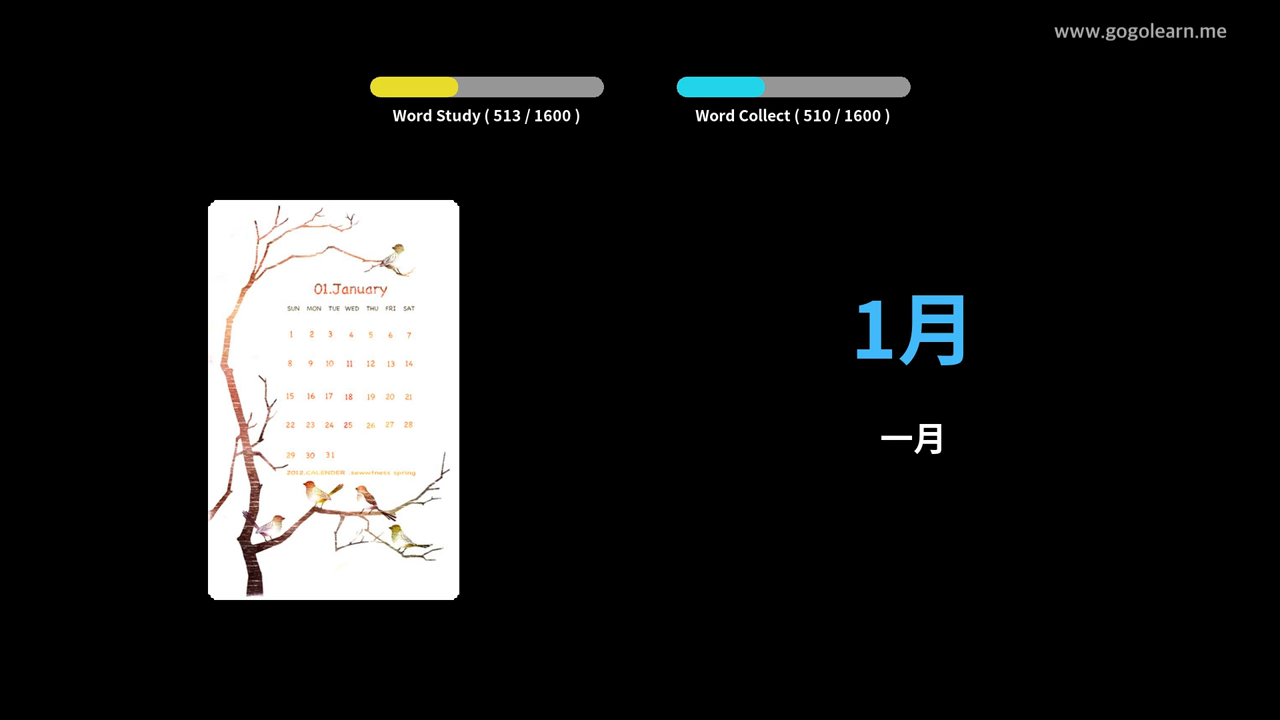 www.gogolearn.me
Word Study ( 513 / 1600 )
Word Collect ( 510 / 1600 )
01.January
SUN MON TUE WED THU FRI SAT
1 2 3 4 5 6 7
8 9 10 11 12 13 14
15 16 17 18 19 20 21
22 23 24 25 26 27 28
29 30 31
CALENDER
spring
1月
一月